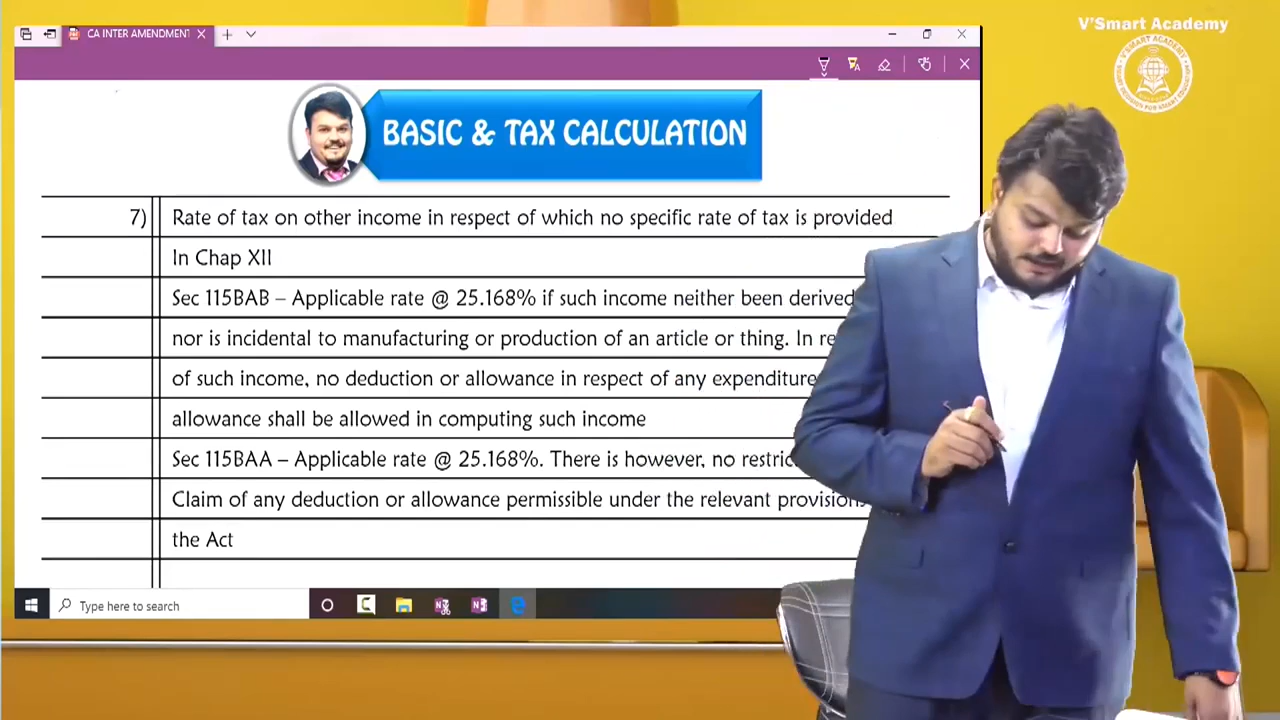 V'Smart Academy
CA INTER AMENDMENT
BASIC & TAX CALCULATION
7) Rate of tax on other income in respect of which no specific rate of tax is provided
In Chap XII
Sec 115BAB – Applicable rate @ 25.168% if such income neither been derived
nor is incidental to manufacturing or production of an article or thing. In
of such income, no deduction or allowance in respect of any expenditure
allowance shall be allowed in computing such income
Sec 115BAA – Applicable rate @ 25.168%. There is however, no
Claim of any deduction or allowance permissible under the relevant
the Act
Type here to search